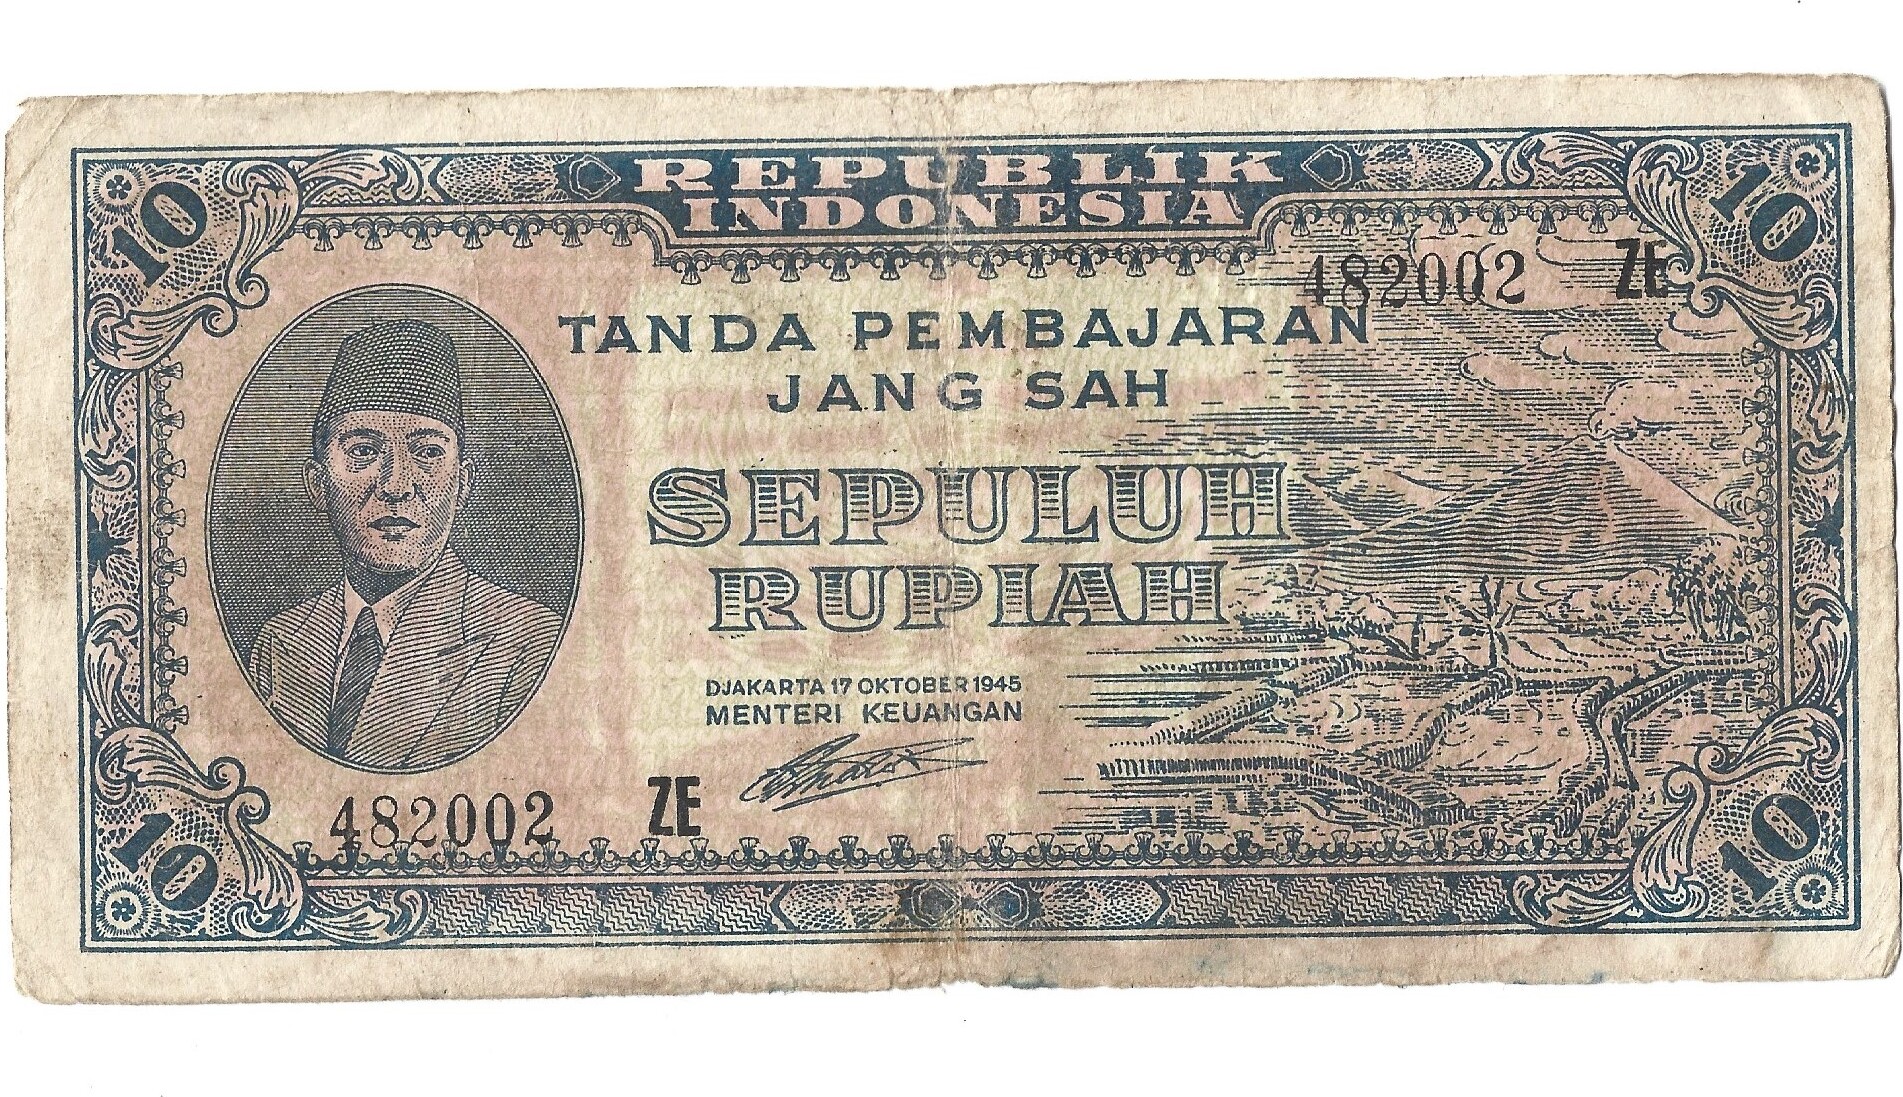 10
REPUBLIK
INDONESIA
10
482002 ZE
TANDA PEMBAJARAN
JANG SAH
SEPULUH
RUPIAH
DJAKARTA 17 OKTOBER 1945
MENTERI KEUANGAN
482002 ZE
10
10